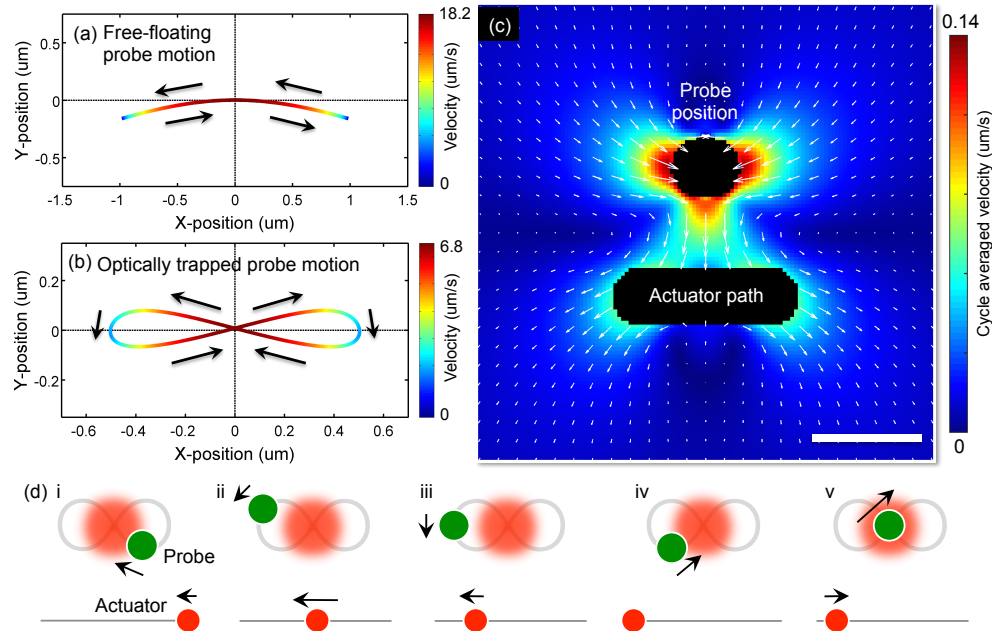 (a) Free-floating
probe motion
Y-position (um)
0.5
0
-0.5
-1.5
-1
-0.5
0
0.5
1
1.5
X-position (um)
18.2
Velocity (um/s)
0
(b) Optically trapped probe motion
Y-position (um)
0.2
0
-0.2
-0.6
-0.4
-0.2
0
0.2
0.4
0.6
X-position (um)
6.8
Velocity (um/s)
0
(c)
Probe
position
Actuator path
0.14
Cycle averaged velocity (um/s)
0
(d)
i
ii
iii
iv
v
Probe
Actuator